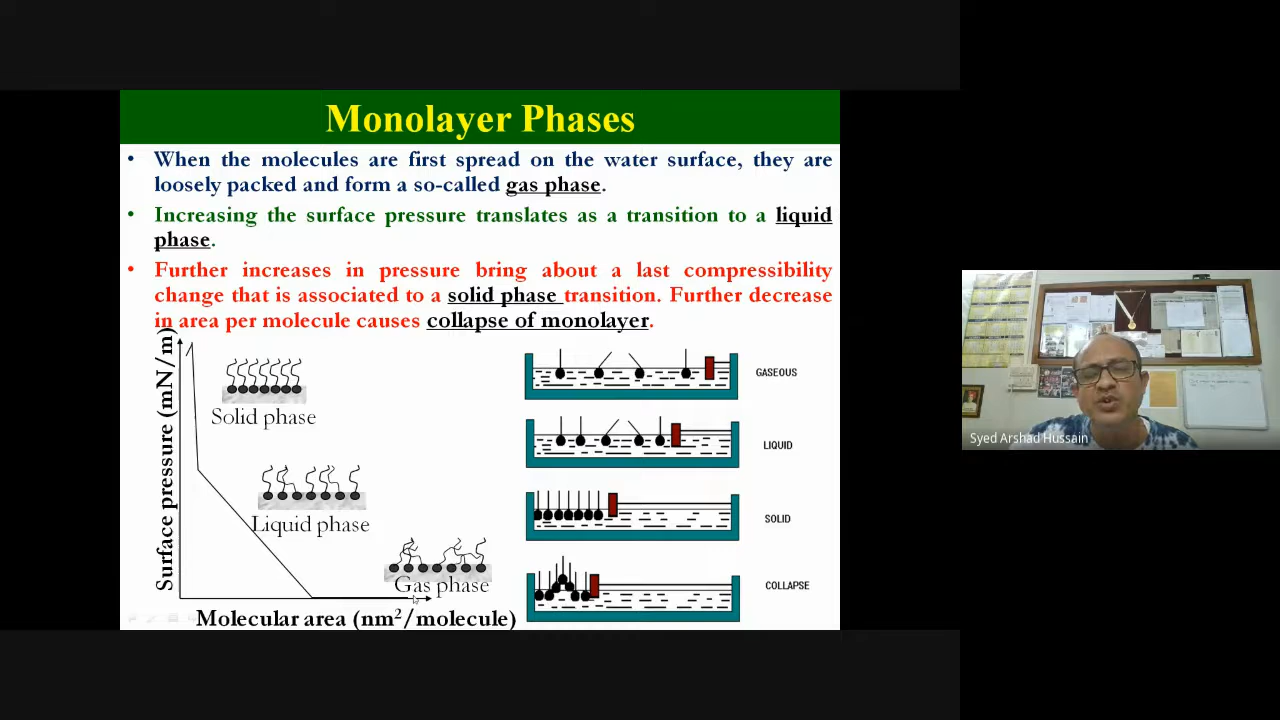 Monolayer Phases
• When the molecules are first spread on the water surface, they are
loosely packed and form a so-called gas phase.
• Increasing the surface pressure translates as a transition to a liquid
phase.
• Further increases in pressure bring about a last compressibility
change that is associated to a solid phase transition. Further decrease
in area per molecule causes collapse of monolayer.
Surface pressure (mN/m)
Solid phase
Liquid phase
Gas phase
Molecular area (nm²/molecule)
GASEOUS
LIQUID
SOLID
COLLAPSE
Syed Arshad Hussain